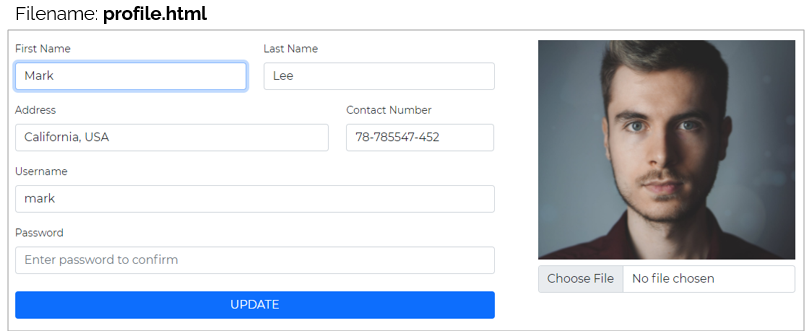 Filename: profile.html
First Name Last Name
Mark Lee
Address Contact Number
California, USA 78-785547-452
Username
mark
Password
Enter password to confirm
Choose File No file chosen
UPDATE